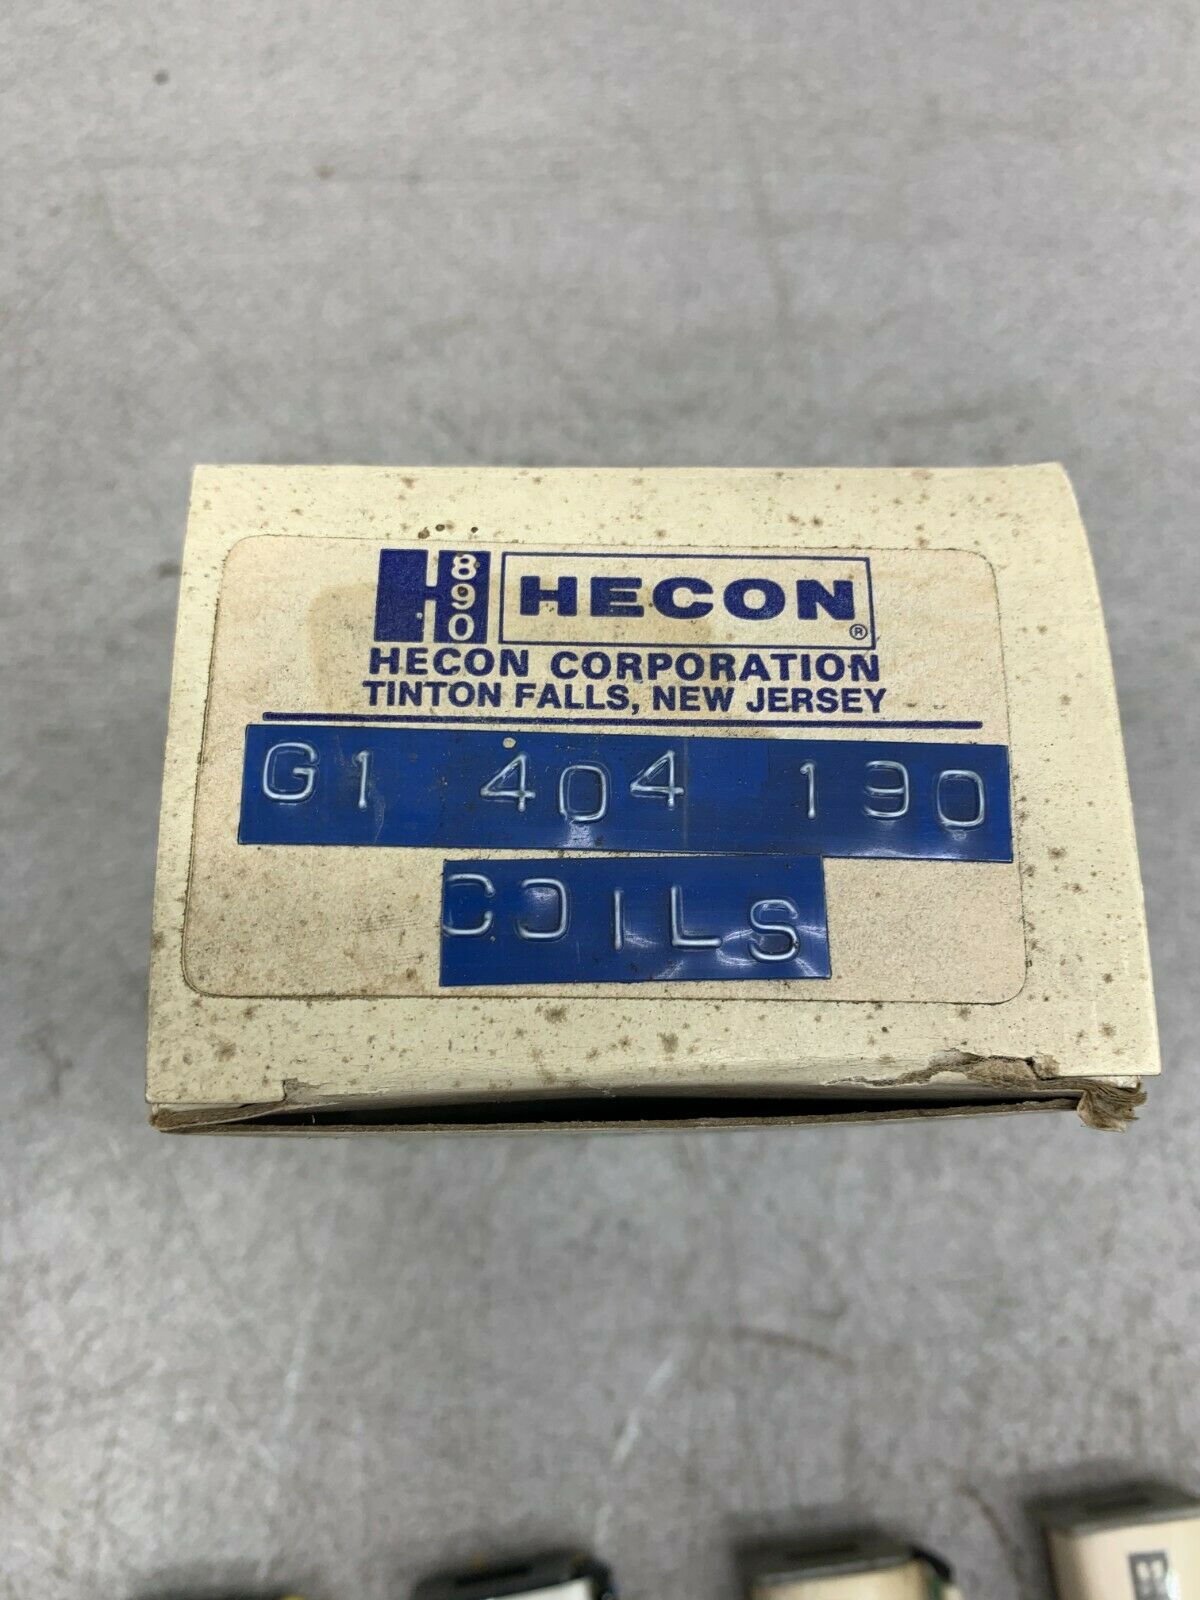 H 890 HECON ®
HECON CORPORATION
TINTON FALLS, NEW JERSEY
G1 404 190
COILS